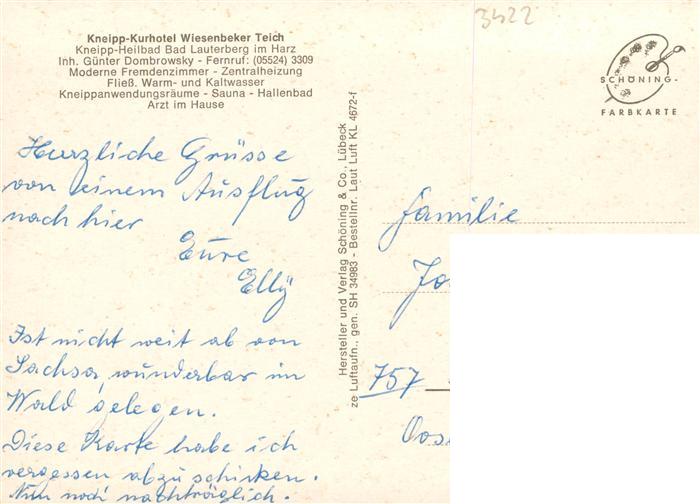 3422
Kneipp-Kurhotel Wiesenbeker Teich
Kneipp-Heilbad Bad Lauterberg im Harz
Inh. Günter Dombrowsky - Fernruf: (05524) 3309
Moderne Fremdenzimmer - Zentralheizung
Fließ. Warm- und Kaltwasser
Kneippanwendungsräume - Sauna - Hallenbad
Arzt im Hause
SCHÖNING-
FARBKARTE
Herzliche Grüsse
von einem Ausflug
nach hier
Eure
Elly
Ist nicht weit ab von
Sachsa, wunderbar im
Wald gelegen.
Diese Karte habe ich
vergessen abzuschicken.
Nun noch nachträglich.
Hersteller und Verlag Schöning & Co., Lübeck
ze Luftaufn., gen. SH 34983 - Bestellnr. Laut Luft KL 4672-f
Familie
Jo
757
Oos